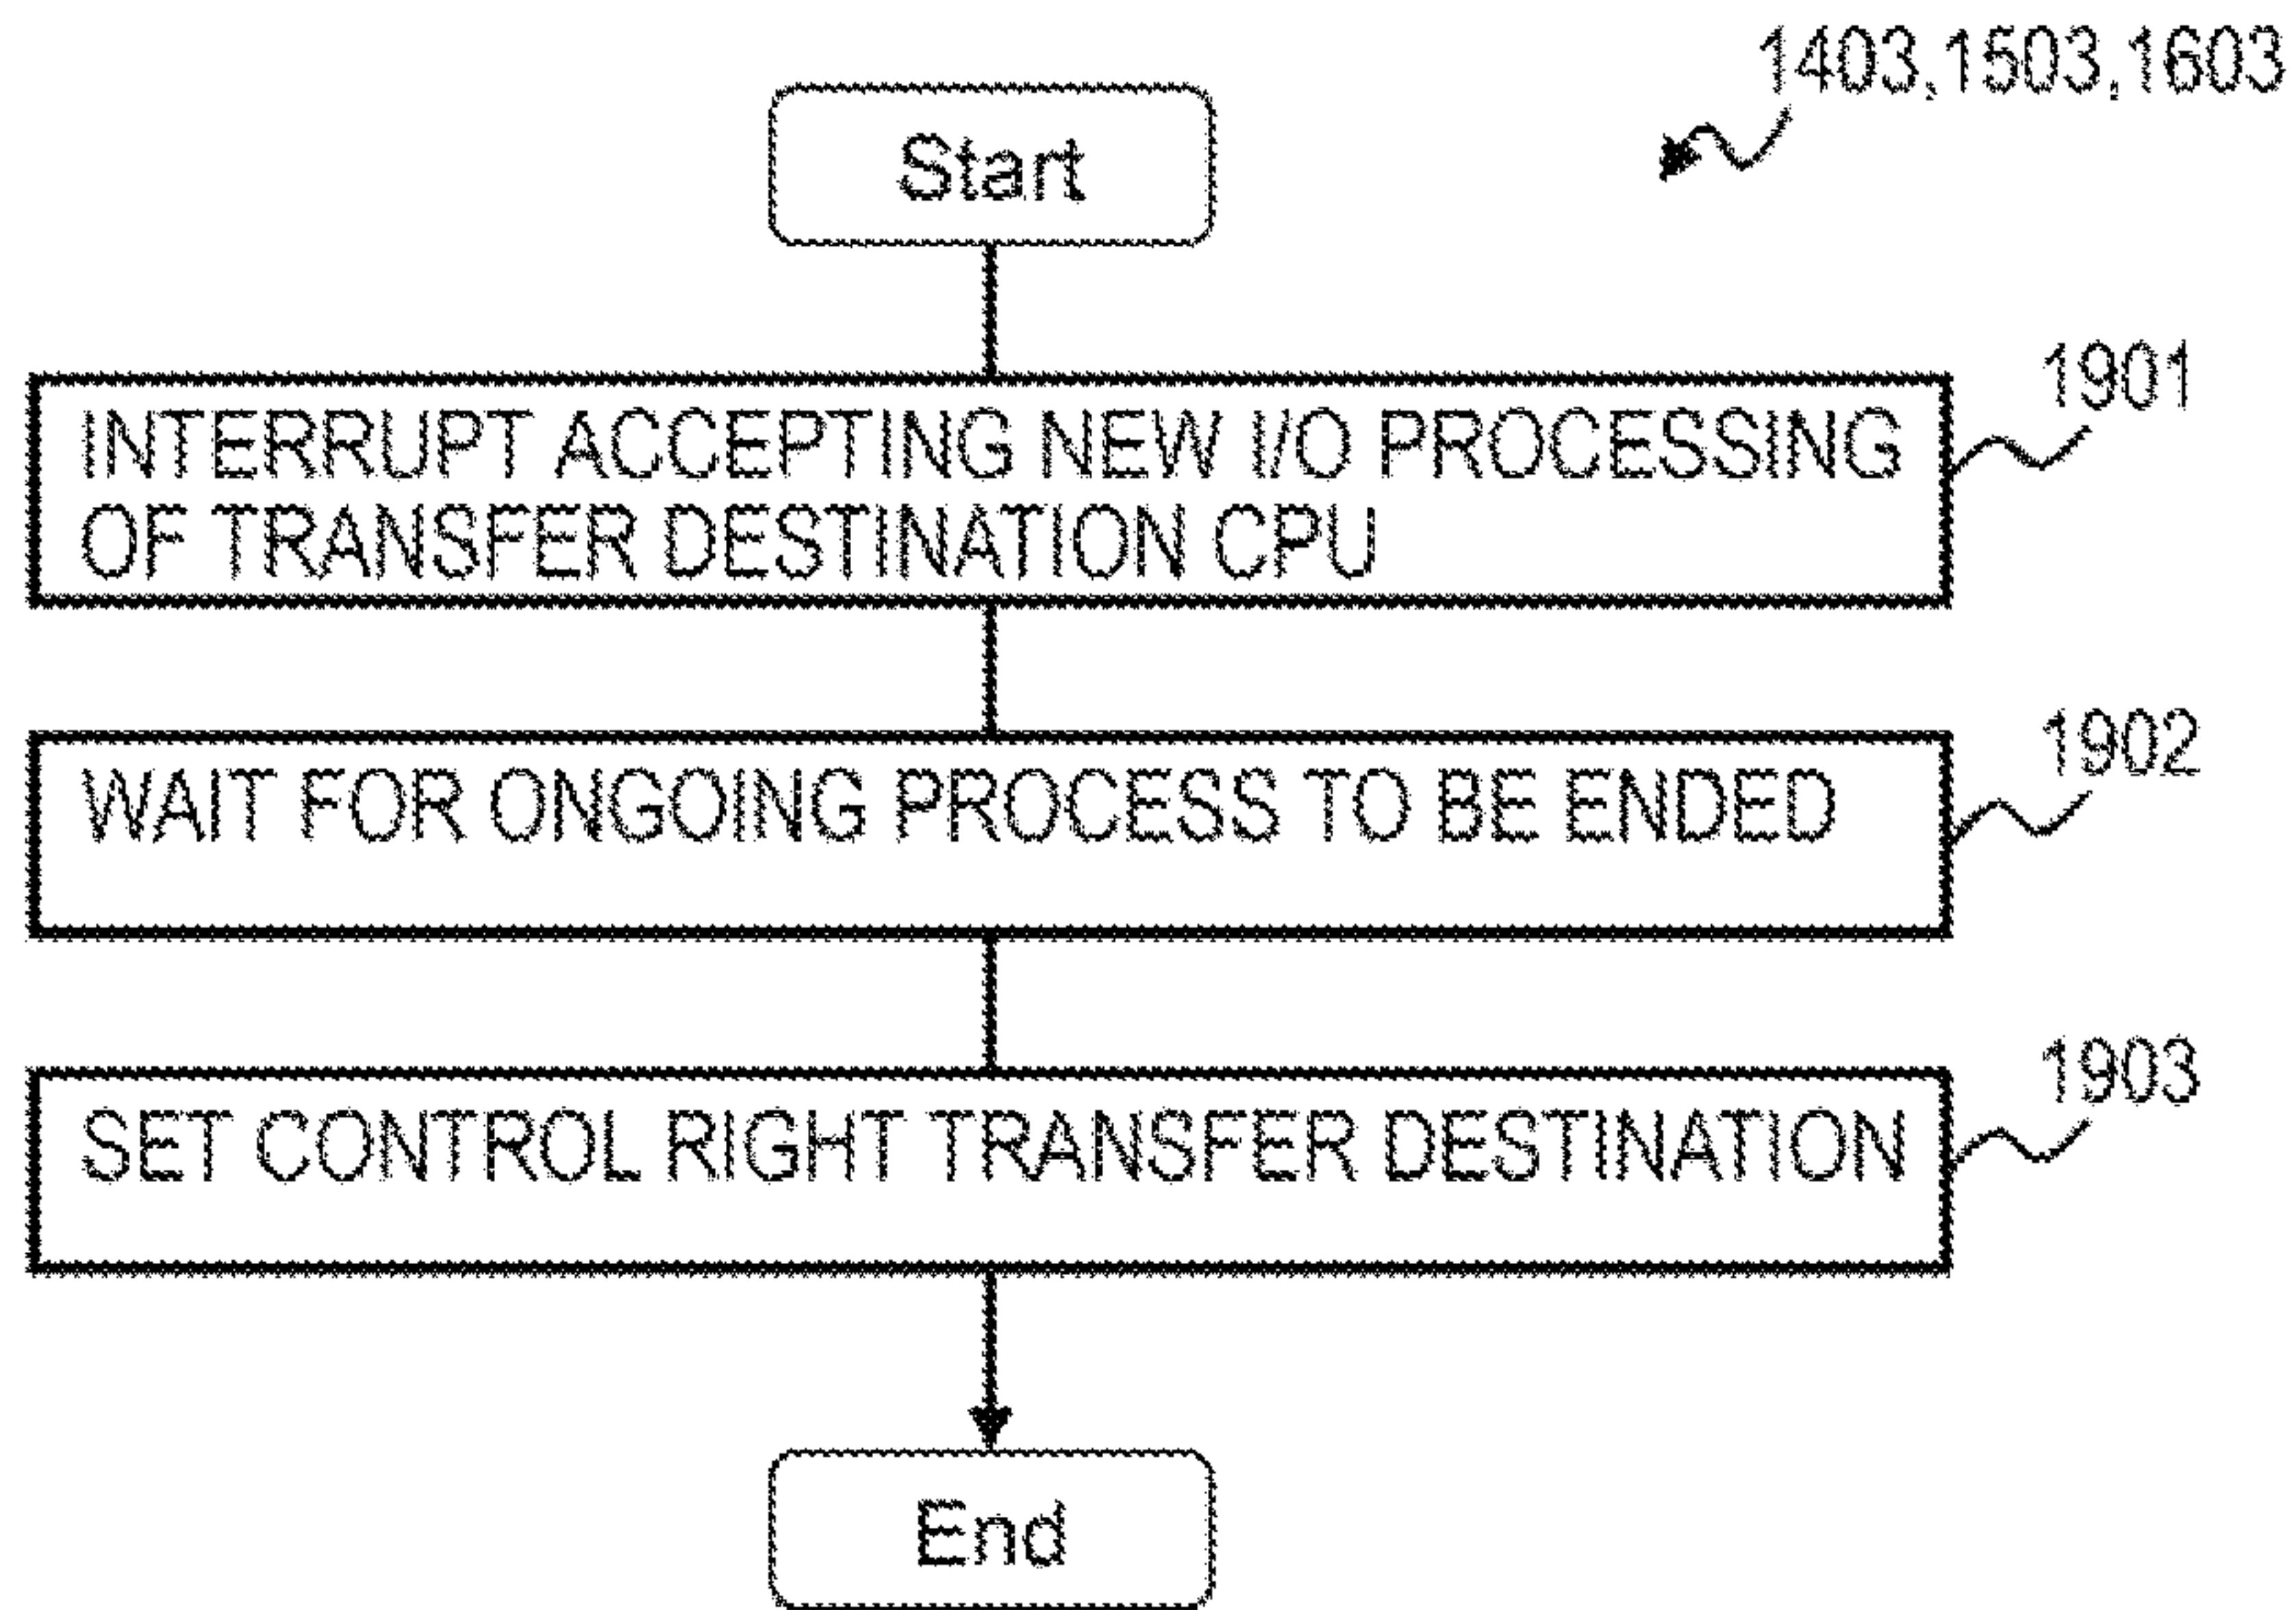 1403,1503,1603
Start
1901
INTERRUPT ACCEPTING NEW I/O PROCESSING
OF TRANSFER DESTINATION CPU
1902
WAIT FOR ONGOING PROCESS TO BE ENDED
1903
SET CONTROL RIGHT TRANSFER DESTINATION
End